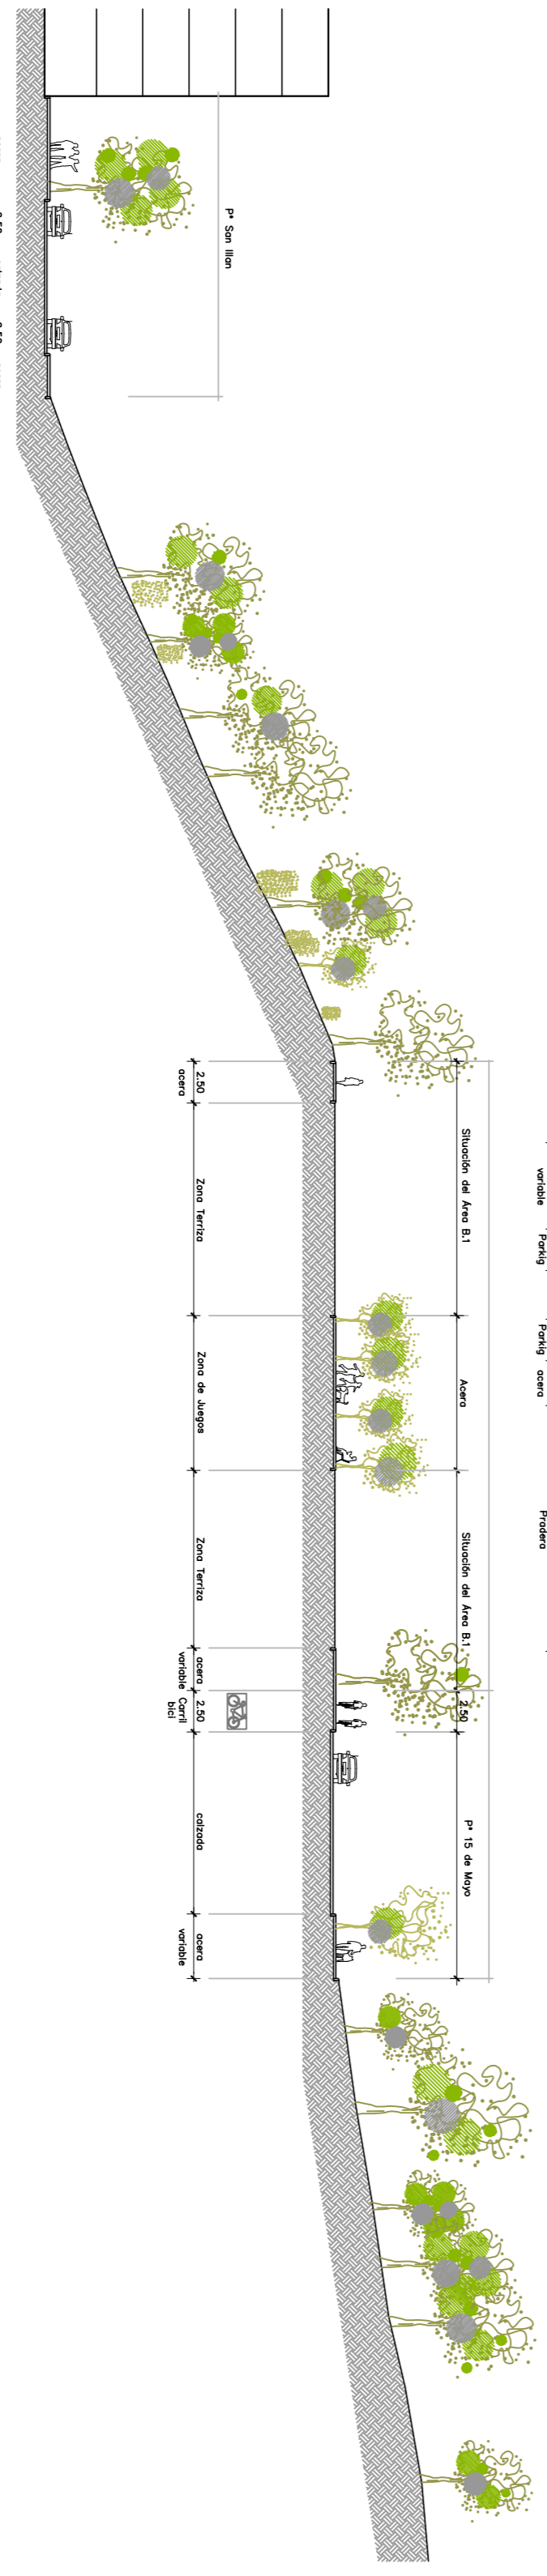 Pº San Illan
variable
Parkig
Parkig
acera
Pradera
Situación del Área B.1
Acera
Situación del Área B.1
2.50
Pº 15 de Mayo
2.50
acera
Zona Terriza
Zona de Juegos
Zona Terriza
acera
variable
2.50
Carril
bici
calzada
acera
variable